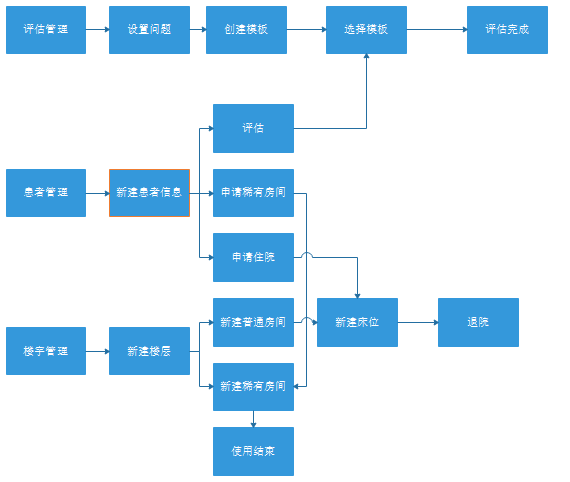 评估管理
设置问题
创建模板
选择模板
评估完成
评估
患者管理
新建患者信息
申请稀有房间
申请住院
楼宇管理
新建楼层
新建普通房间
新建床位
退院
新建稀有房间
使用结束